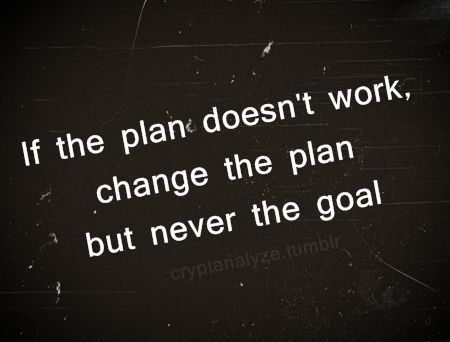 If the plan doesn't work,
change the plan
but never the goal
cryptanalyze.tumblr